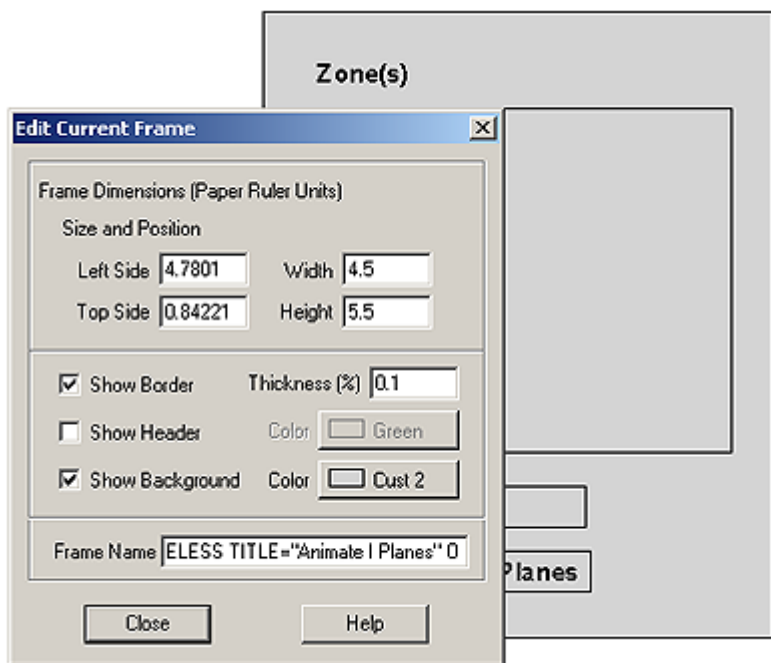 Zone(s)
Edit Current Frame
Frame Dimensions (Paper Ruler Units)
Size and Position
Left Side 4.7801 Width 4.5
Top Side 0.84221 Height 5.5
Show Border Thickness (%) 0.1
Show Header Color Green
Show Background Color Cust 2
Frame Name ELESS TITLE="Animate I Planes" O
Planes
Close Help